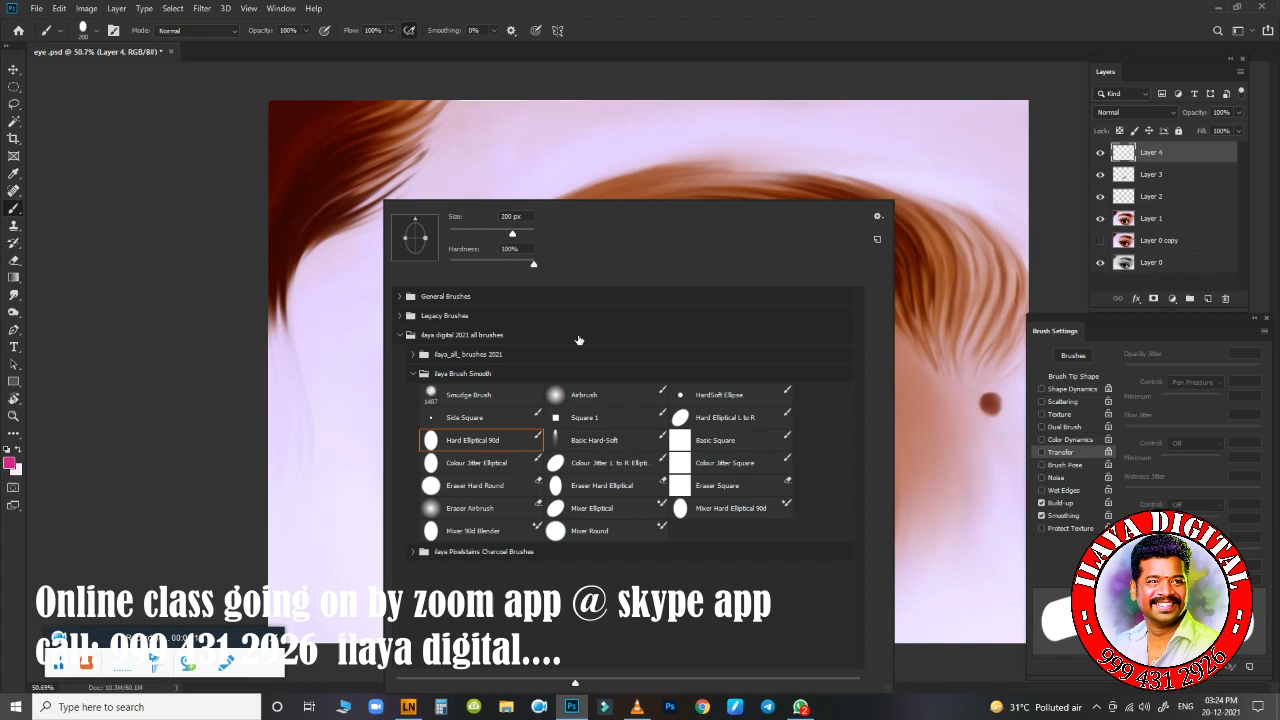 File Edit Image Layer Type Select Filter 3D View Window Help
200 Mode: Normal Opacity: 100% Flow: 100% Smoothing: 0%
eye .psd @ 50.7% (Layer 4, RGB/8#) *
Layers
Kind
Normal Opacity: 100%
Lock: Fill: 100%
Layer 4
Layer 3
Layer 2
Layer 1
Layer 0 copy
Layer 0
Size: 200 px
Hardness: 100%
General Brushes
Legacy Brushes
ilaya digital 2021 all brushes
ilaya_all_ brushes 2021
ilaya Brush Smooth
1487 Smudge Brush Airbrush HardSoft Ellipse
Side Square Square 1 Hard Elliptical L to R
Hard Elliptical 90d Basic Hard-Soft Basic Square
Colour Jitter Elliptical Colour Jitter L to R Ellipti... Colour Jitter Square
Eraser Hard Round Eraser Hard Elliptical Eraser Square
Eraser Airbrush Mixer Elliptical Mixer Hard Elliptical 90d
Mixer 90d Blender Mixer Round
ilaya Pixelstains Charcoal Brushes
Brush Settings
Brushes Opacity Jitter
Brush Tip Shape
Shape Dynamics Control: Pen Pressure
Scattering Minimum
Texture Flow Jitter
Dual Brush
Color Dynamics Control: Off
Transfer Minimum
Brush Pose
Noise Wetness Jitter
Wet Edges
Build-up Control: Off
Smoothing
Protect Texture
ILAYA DIGITAL
999 431 2926
Online class going on by zoom app @ skype app
call: 999 431 2926 ilaya digital....
50.69% Doc: 10.3M/60.1M
Type here to search
LN
Ps
2
31°C Polluted air
03:24 PM
20-12-2021